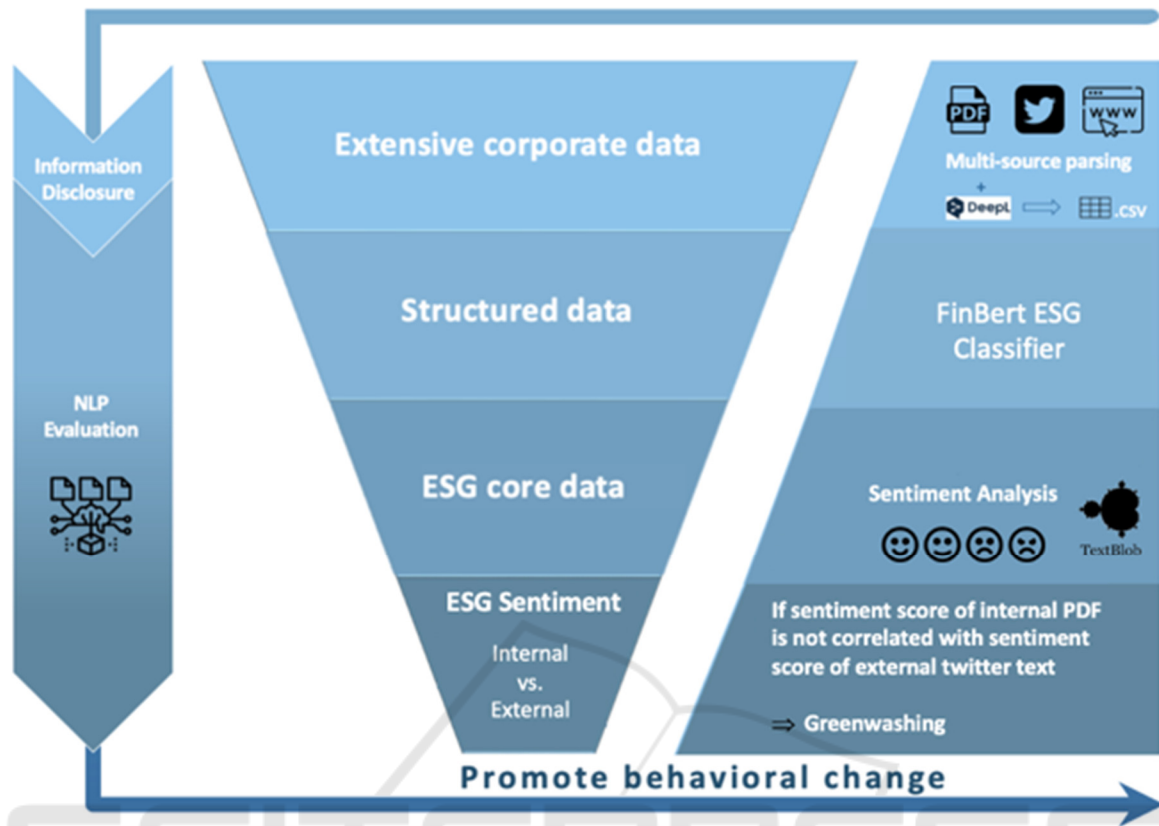 Information
Disclosure
NLP
Evaluation
Extensive corporate data
Structured data
ESG core data
ESG Sentiment
Internal
vs.
External
PDF
www
Multi-source parsing
+
DeepL ⇒ .csv
FinBert ESG
Classifier
Sentiment Analysis
TextBlob
If sentiment score of internal PDF
is not correlated with sentiment
score of external twitter text
⇒ Greenwashing
Promote behavioral change